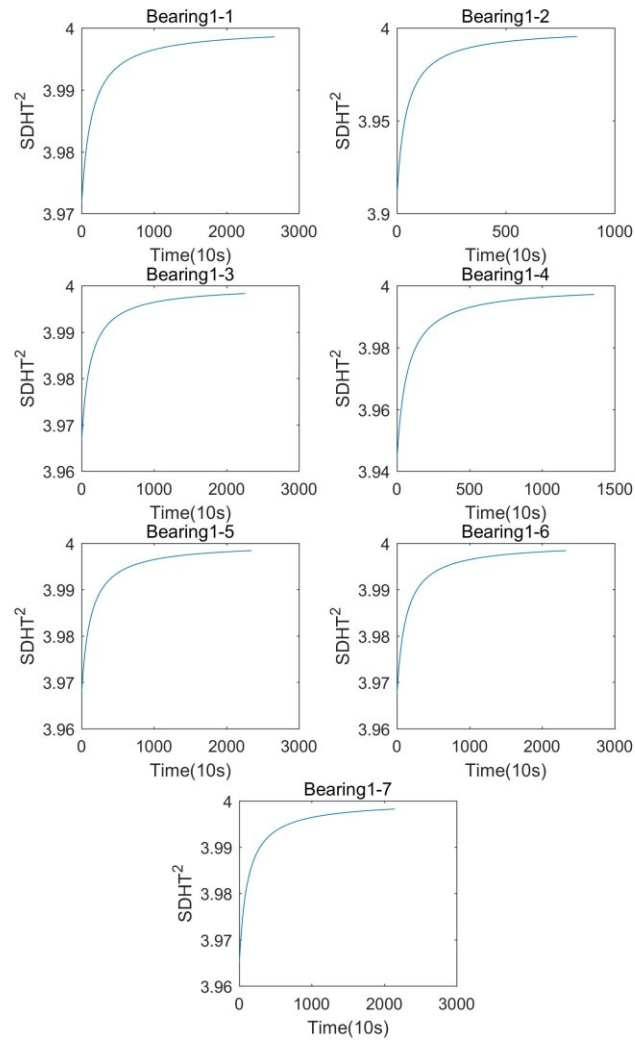 Bearing1-1
4
3.99
3.98
3.97
SDHT²
0 1000 2000 3000
Time(10s)
Bearing1-2
4
3.95
3.9
SDHT²
0 500 1000
Time(10s)
Bearing1-3
4
3.99
3.98
3.97
3.96
SDHT²
0 1000 2000 3000
Time(10s)
Bearing1-4
4
3.98
3.96
3.94
SDHT²
0 500 1000 1500
Time(10s)
Bearing1-5
4
3.99
3.98
3.97
3.96
SDHT²
0 1000 2000 3000
Time(10s)
Bearing1-6
4
3.99
3.98
3.97
3.96
SDHT²
0 1000 2000 3000
Time(10s)
Bearing1-7
4
3.99
3.98
3.97
3.96
SDHT²
0 1000 2000 3000
Time(10s)